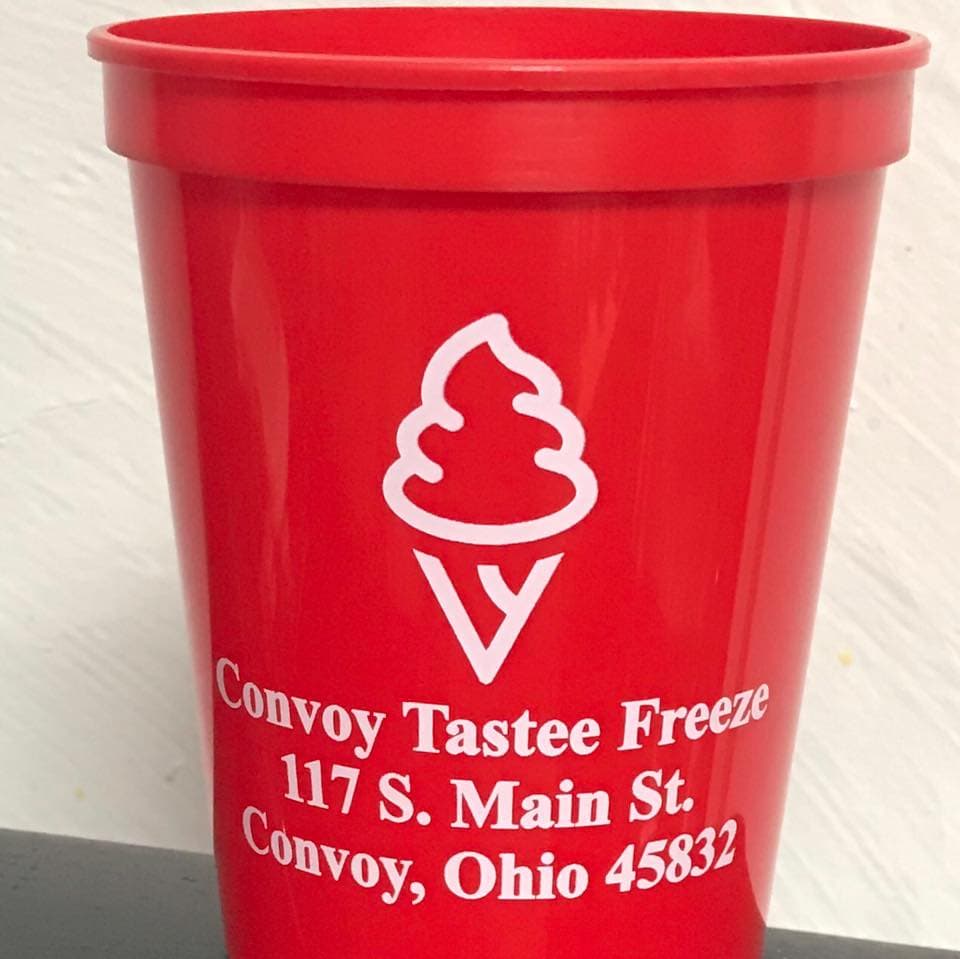 Convoy Tastee Freeze
117 S. Main St.
Convoy, Ohio 45832